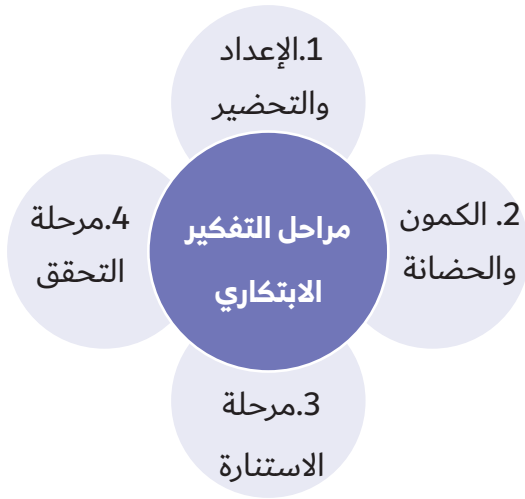 مراحل التفكير
الابتكاري
1.الإعداد
والتحضير
2. الكمون
والحضانة
3.مرحلة
الاستنارة
4.مرحلة
التحقق